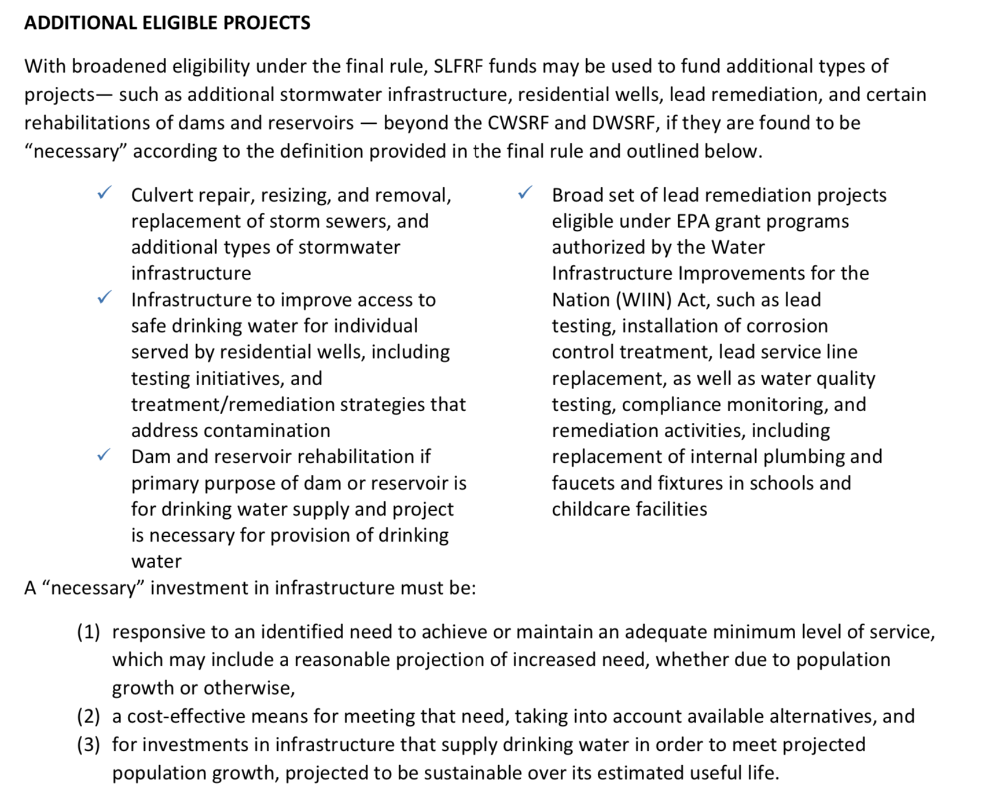 ADDITIONAL ELIGIBLE PROJECTS
With broadened eligibility under the final rule, SLFRF funds may be used to fund additional types of
projects— such as additional stormwater infrastructure, residential wells, lead remediation, and certain
rehabilitations of dams and reservoirs — beyond the CWSRF and DWSRF, if they are found to be
“necessary” according to the definition provided in the final rule and outlined below.
✓ Culvert repair, resizing, and removal,
replacement of storm sewers, and
additional types of stormwater
infrastructure
✓ Infrastructure to improve access to
safe drinking water for individual
served by residential wells, including
testing initiatives, and
treatment/remediation strategies that
address contamination
✓ Dam and reservoir rehabilitation if
primary purpose of dam or reservoir is
for drinking water supply and project
is necessary for provision of drinking
water
✓ Broad set of lead remediation projects
eligible under EPA grant programs
authorized by the Water
Infrastructure Improvements for the
Nation (WIIN) Act, such as lead
testing, installation of corrosion
control treatment, lead service line
replacement, as well as water quality
testing, compliance monitoring, and
remediation activities, including
replacement of internal plumbing and
faucets and fixtures in schools and
childcare facilities
A “necessary” investment in infrastructure must be:
(1) responsive to an identified need to achieve or maintain an adequate minimum level of service,
which may include a reasonable projection of increased need, whether due to population
growth or otherwise,
(2) a cost-effective means for meeting that need, taking into account available alternatives, and
(3) for investments in infrastructure that supply drinking water in order to meet projected
population growth, projected to be sustainable over its estimated useful life.